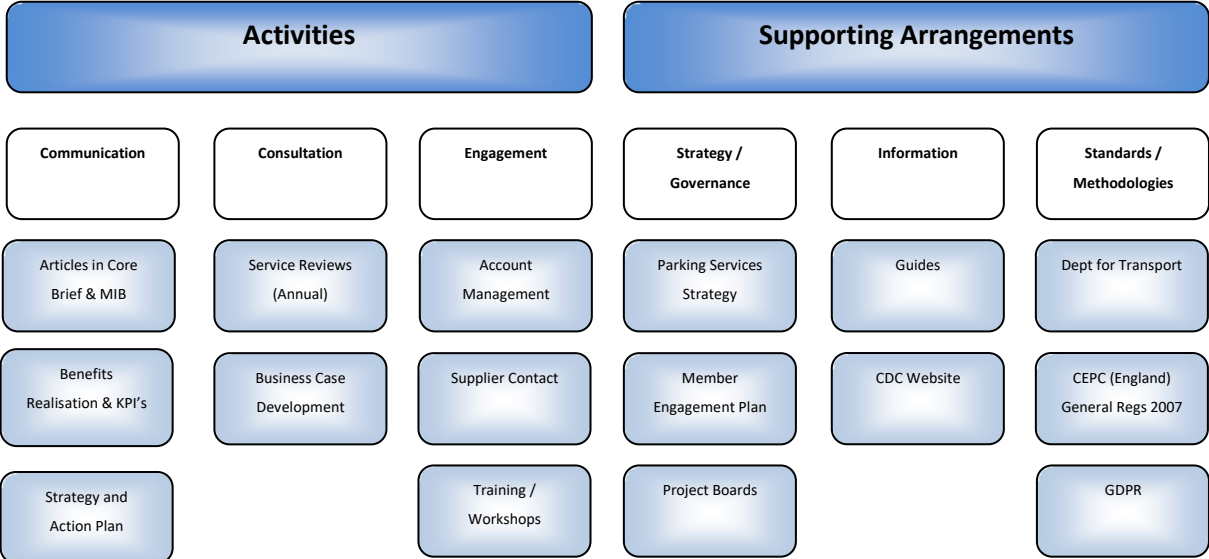 Activities
Supporting Arrangements
Communication
Consultation
Engagement
Strategy /
Governance
Information
Standards /
Methodologies
Articles in Core
Brief & MIB
Service Reviews
(Annual)
Account
Management
Parking Services
Strategy
Guides
Dept for Transport
Benefits
Realisation & KPI's
Business Case
Development
Supplier Contact
Member
Engagement Plan
CDC Website
CEPC (England)
General Regs 2007
Strategy and
Action Plan
Training /
Workshops
Project Boards
GDPR